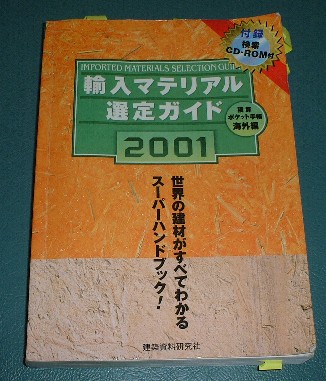 付録
検索
CD-ROM付
IMPORTED MATERIALS SELECTION GUIDE
輸入マテリアル
選定ガイド
積算
ポケット手帳
海外編
2001
世界の建材がすべてわかる
スーパーハンドブック!
建築資料研究社